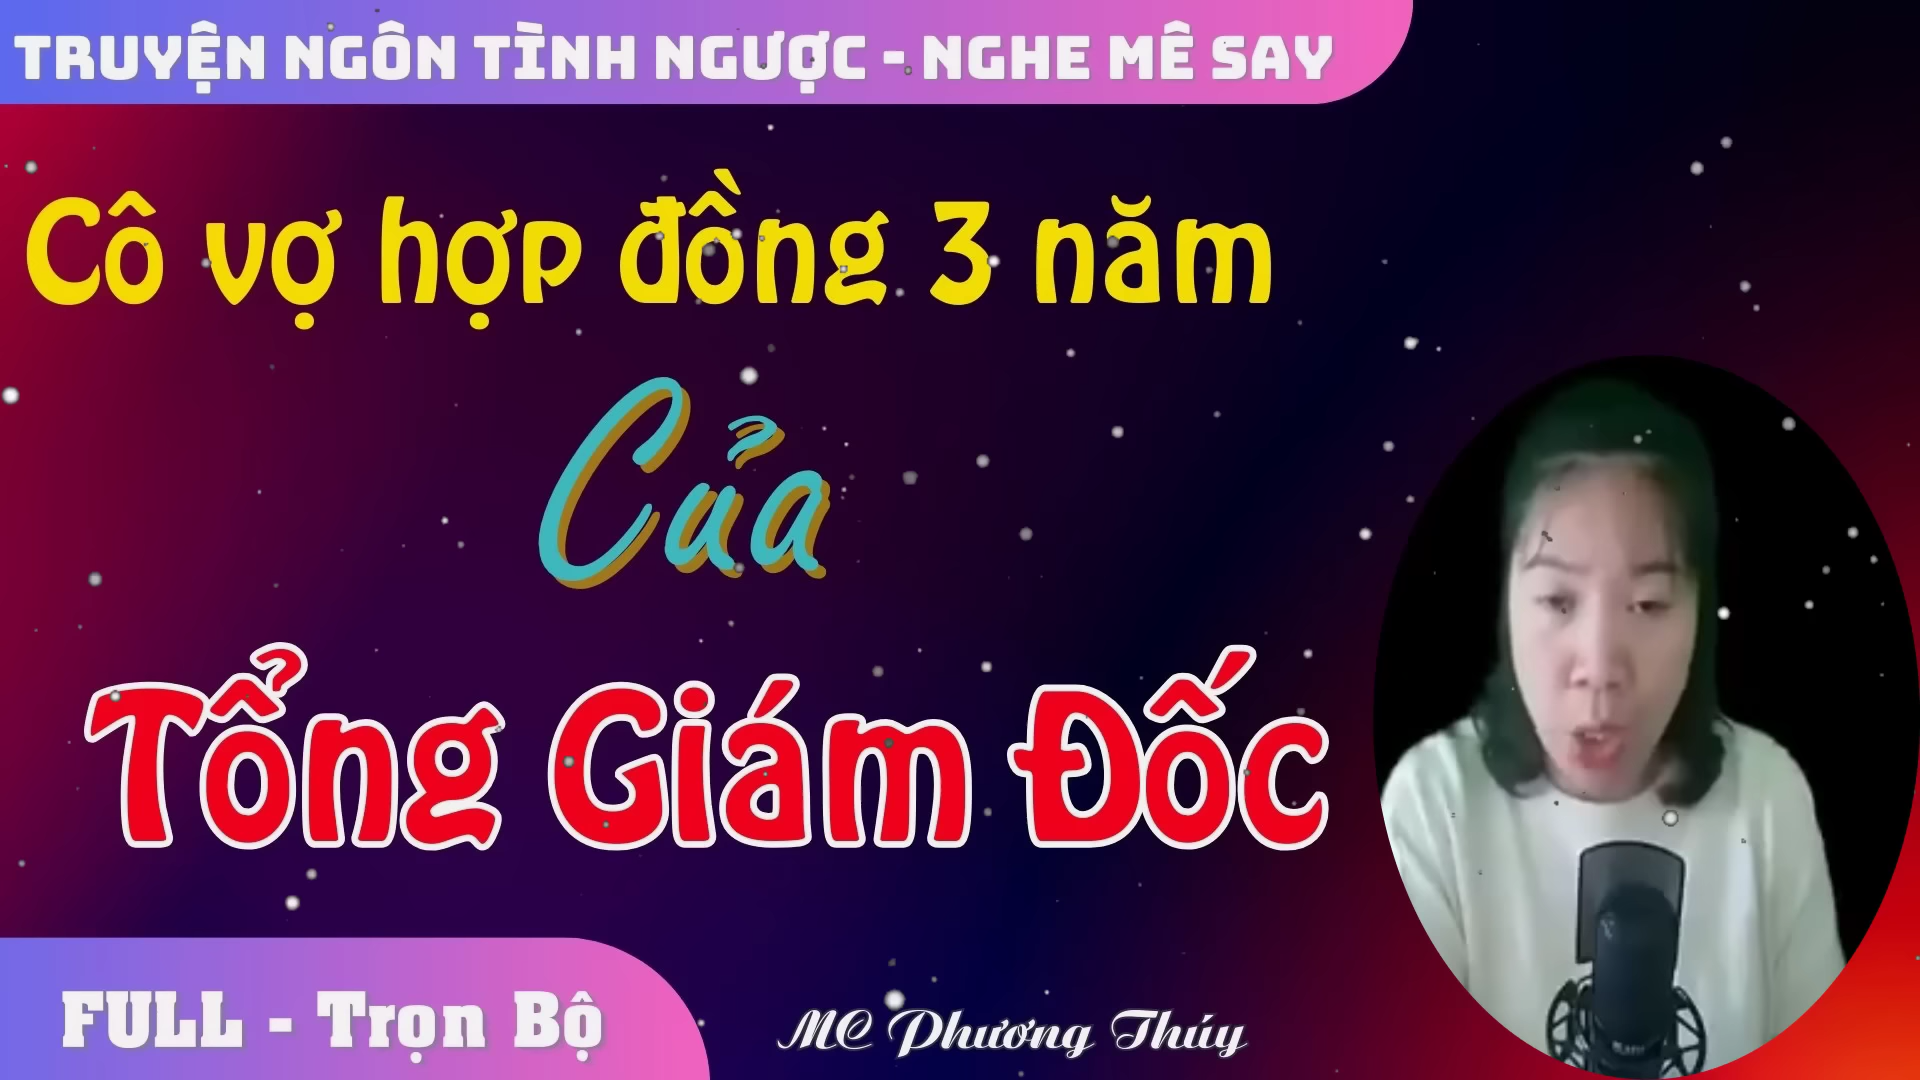 TRUYỆN NGÔN TÌNH NGƯỢC - NGHE MÊ SAY
Cô vợ hợp đồng 3 năm
Của
Tổng Giám Đốc
FULL - Trọn Bộ
MC Phương Thúy